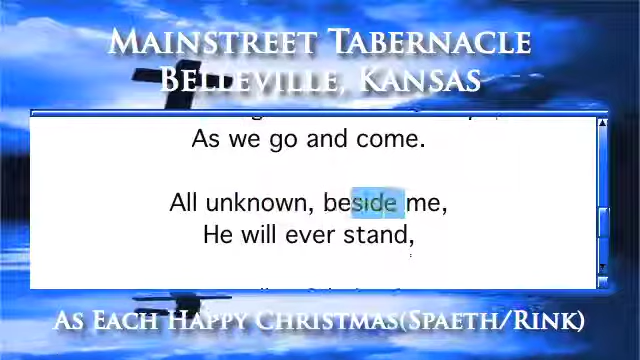 MAINSTREET TABERNACLE
BELLEVILLE, KANSAS
As we go and come.
All unknown, beside me,
He will ever stand,
AS EACH HAPPY CHRISTMAS(SPAETH/RINK)